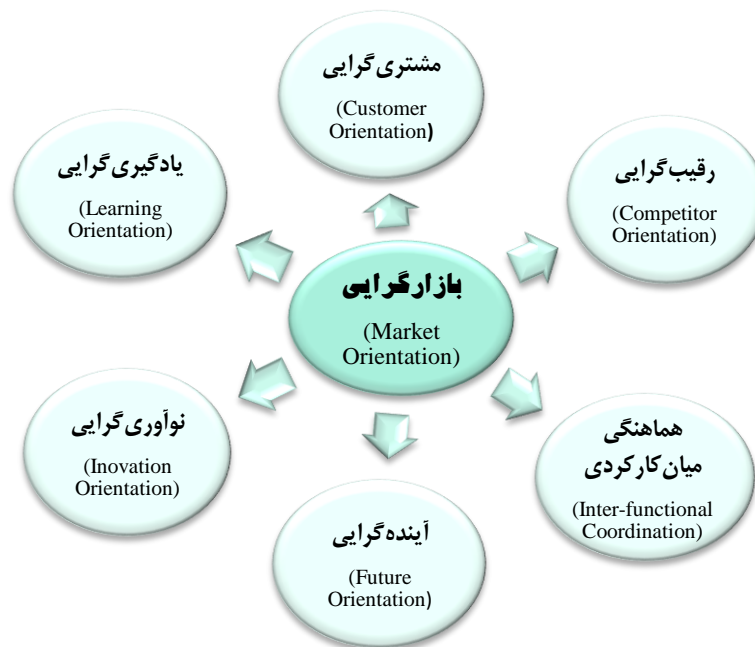 مشتری‌گرایی
(Customer
Orientation)
یادگیری‌گرایی
(Learning
Orientation)
رقیب‌گرایی
(Competitor
Orientation)
بازارگرایی
(Market
Orientation)
نوآوری‌گرایی
(Inovation
Orientation)
هماهنگی
میان‌کارکردی
(Inter-functional
Coordination)
آینده‌گرایی
(Future
Orientation)